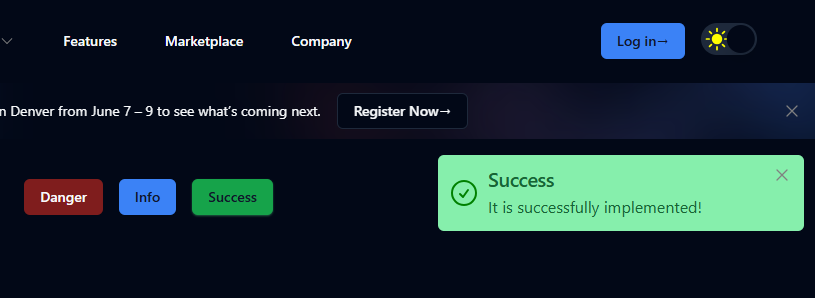 Features Marketplace Company Log in→
n Denver from June 7 – 9 to see what's coming next. Register Now→
Danger Info Success
Success
It is successfully implemented!